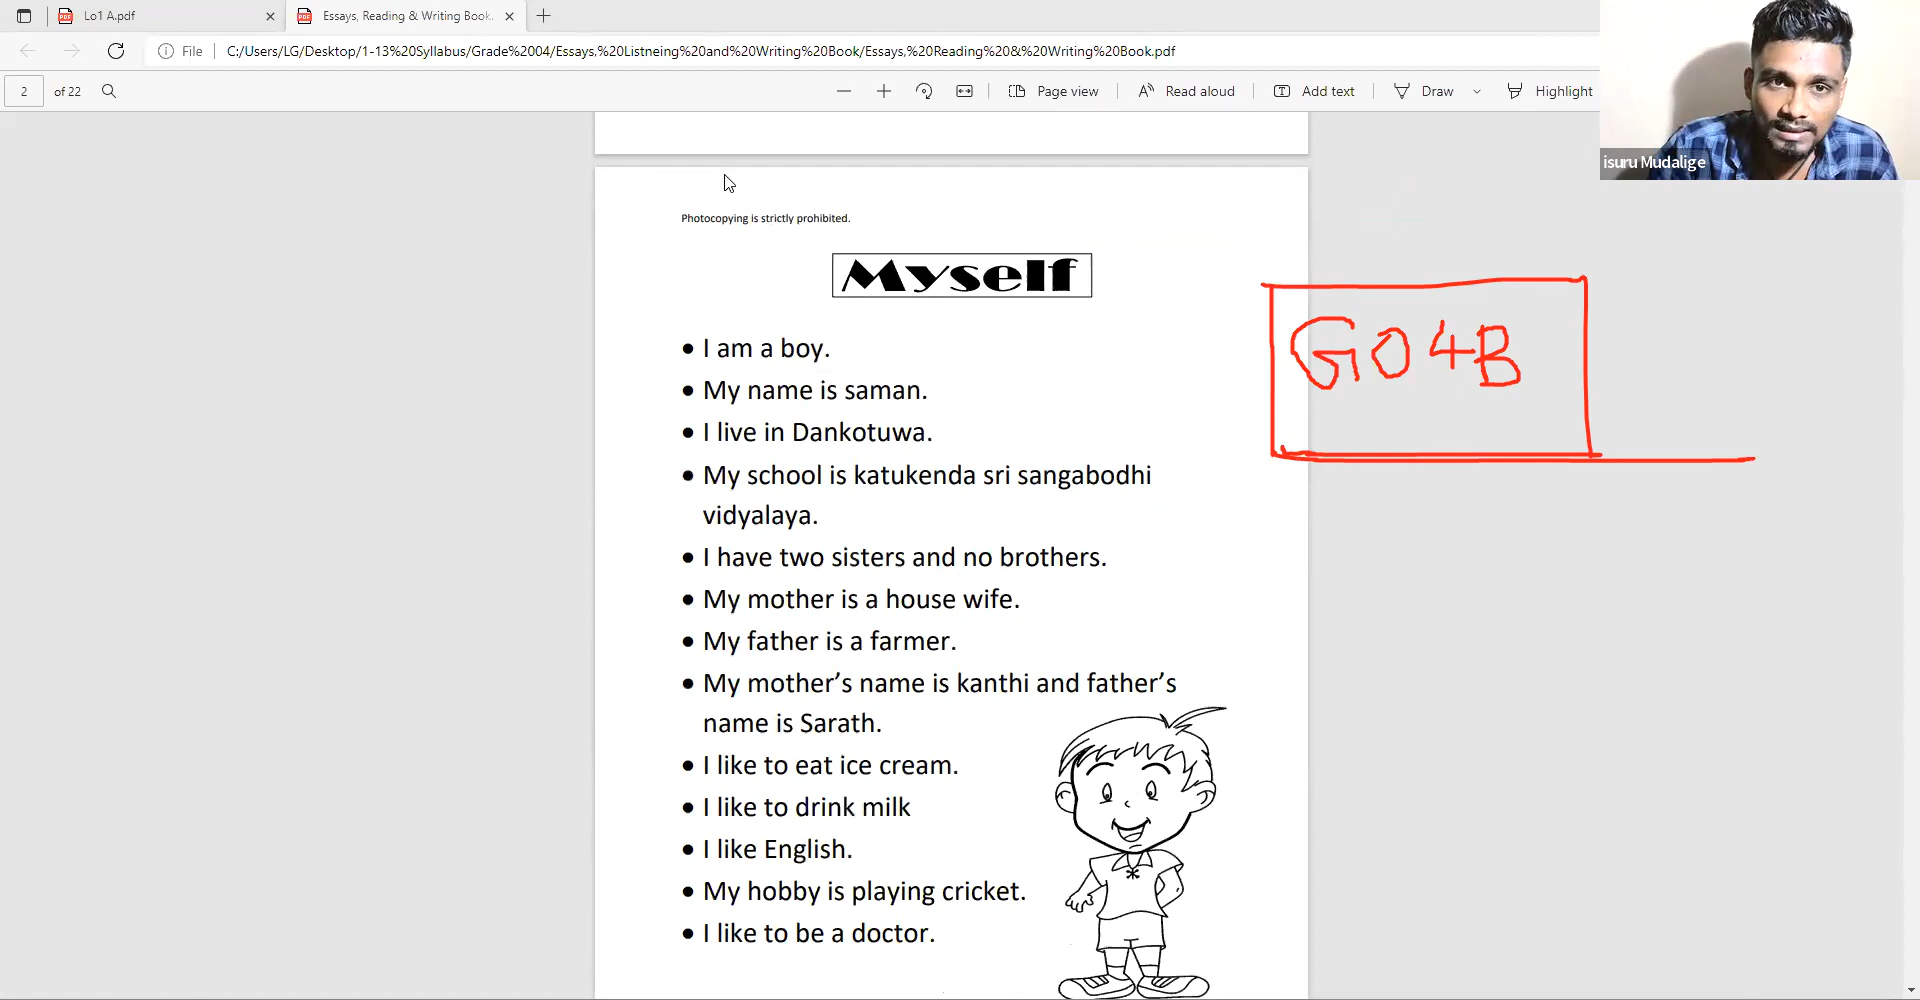 Lo1 A.pdf
Essays, Reading & Writing Book.
File
C:/Users/LG/Desktop/1-13%20Syllabus/Grade%2004/Essays,%20Listneing%20and%20Writing%20Book/Essays,%20Reading%20&%20Writing%20Book.pdf
2 of 22
Page view
Read aloud
Add text
Draw
Highlight
isuru Mudalige
Photocopying is strictly prohibited.
Myself
G04B
• I am a boy.
• My name is saman.
• I live in Dankotuwa.
• My school is katukenda sri sangabodhi
vidyalaya.
• I have two sisters and no brothers.
• My mother is a house wife.
• My father is a farmer.
• My mother’s name is kanthi and father’s
name is Sarath.
• I like to eat ice cream.
• I like to drink milk
• I like English.
• My hobby is playing cricket.
• I like to be a doctor.